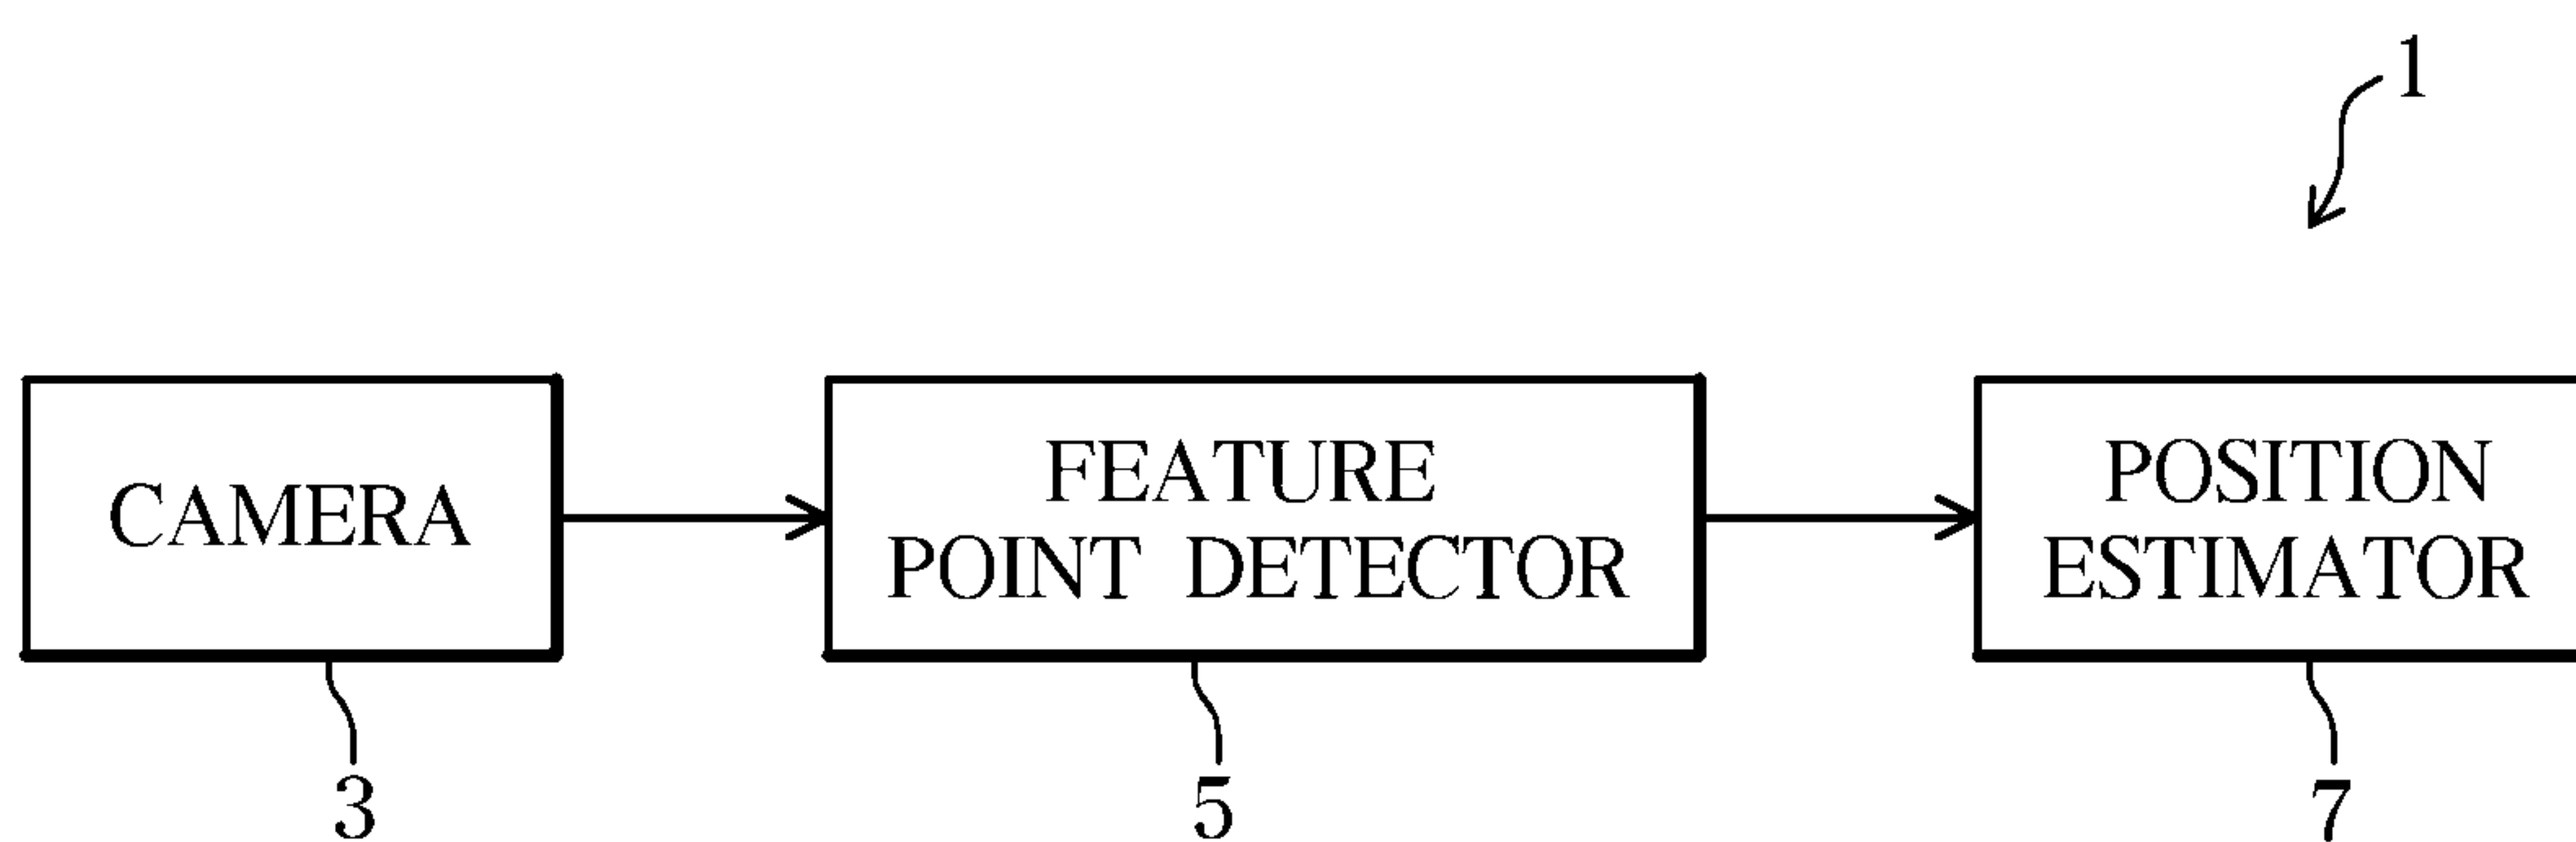 1
CAMERA
FEATURE
POINT DETECTOR
POSITION
ESTIMATOR
3
5
7